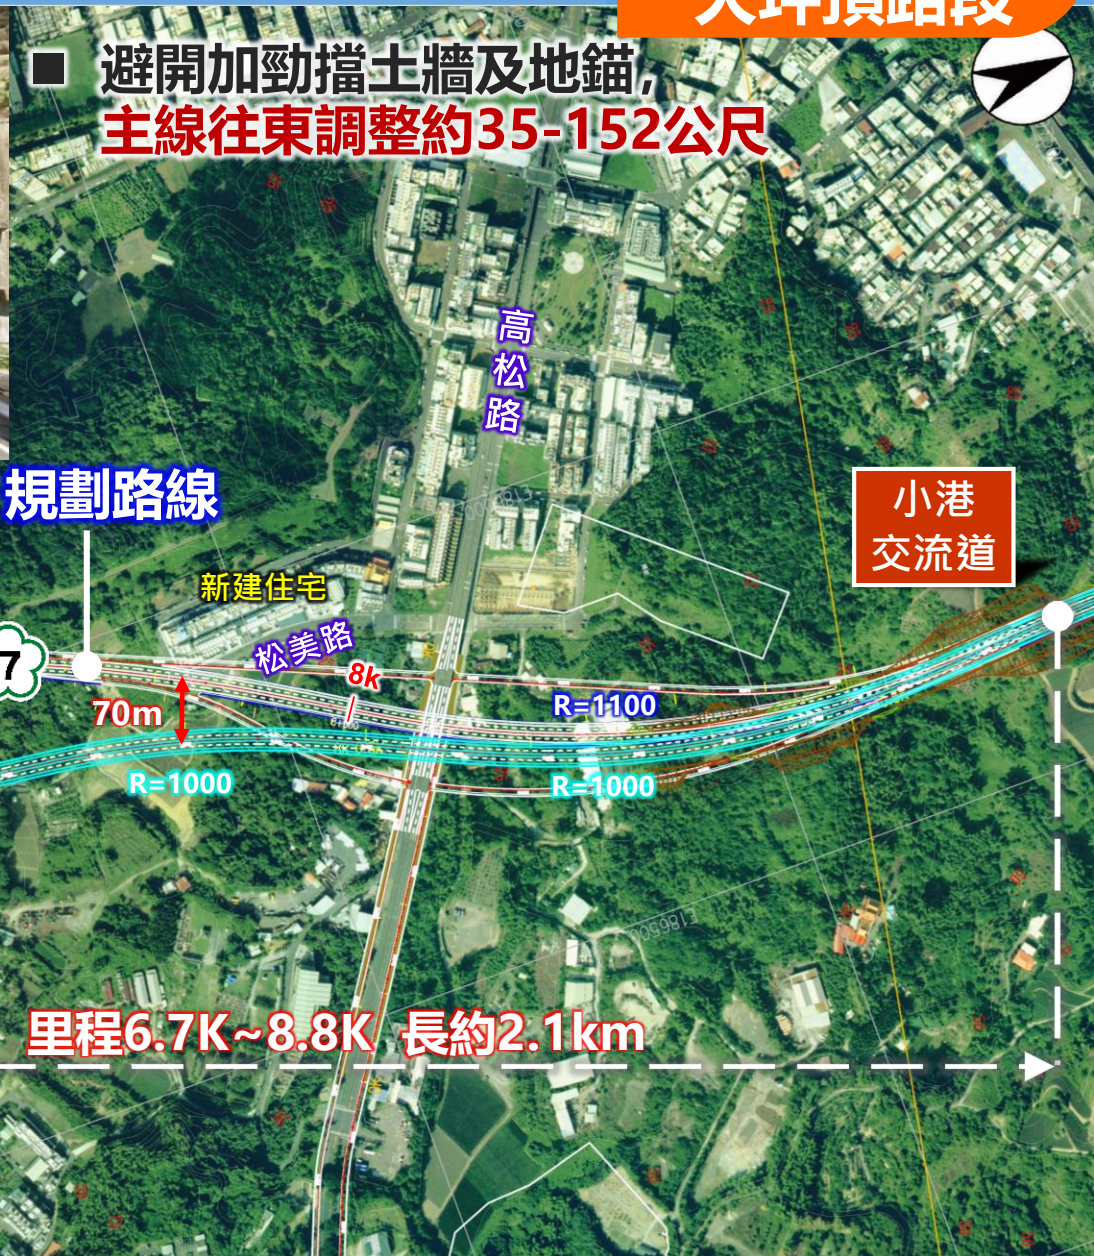 大坪頂路段
■ 避開加勁擋土牆及地錨，
主線往東調整約35-152公尺
高松路
規劃路線
小港
交流道
新建住宅
松美路
8k
7
70m
R=1100
R=1000
R=1000
里程6.7K~8.8K 長約2.1km